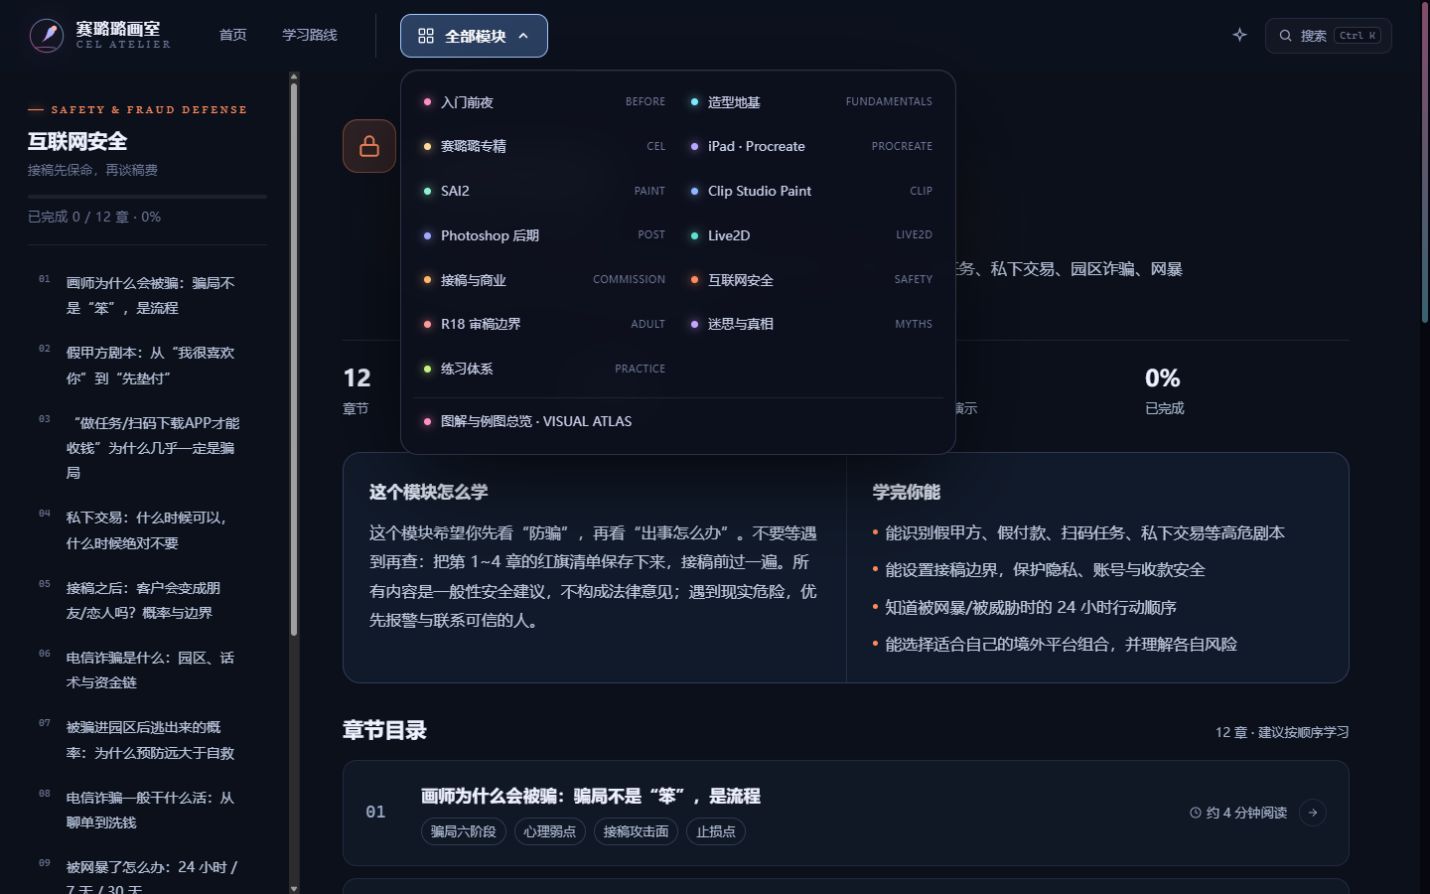 赛璐璐画室
CEL ATELIER
首页
学习路线
全部模块
搜索
Ctrl K
SAFETY & FRAUD DEFENSE
互联网安全
接稿先保命，再谈稿费
已完成 0 / 12 章 · 0%
01
画师为什么会被骗：骗局不
是“笨”，是流程
02
假甲方剧本：从“我很喜欢
你”到“先垫付”
03
“做任务/扫码下载APP才能
收钱”为什么几乎一定是骗
局
04
私下交易：什么时候可以，
什么时候绝对不要
05
接稿之后：客户会变成朋
友/恋人吗？概率与边界
06
电信诈骗是什么：园区、话
术与资金链
07
被骗进园区后逃出来的概
率：为什么预防远大于自救
08
电信诈骗一般干什么活：从
聊单到洗钱
09
被网暴了怎么办：24 小时 /
7 天 / 30 天
入门前夜 BEFORE
造型地基 FUNDAMENTALS
赛璐璐专精 CEL
iPad · Procreate PROCREATE
SAI2 PAINT
Clip Studio Paint CLIP
Photoshop 后期 POST
Live2D LIVE2D
接稿与商业 COMMISSION
互联网安全 SAFETY
R18 审稿边界 ADULT
迷思与真相 MYTHS
练习体系 PRACTICE
图解与例图总览 · VISUAL ATLAS
务、私下交易、园区诈骗、网暴
12
章节
演示
0%
已完成
这个模块怎么学
这个模块希望你先看“防骗”，再看“出事怎么办”。不要等遇
到再查：把第 1~4 章的红旗清单保存下来，接稿前过一遍。所
有内容是一般性安全建议，不构成法律意见；遇到现实危险，优
先报警与联系可信的人。
学完你能
• 能识别假甲方、假付款、扫码任务、私下交易等高危剧本
• 能设置接稿边界，保护隐私、账号与收款安全
• 知道被网暴/被威胁时的 24 小时行动顺序
• 能选择适合自己的境外平台组合，并理解各自风险
章节目录
12 章 · 建议按顺序学习
01
画师为什么会被骗：骗局不是“笨”，是流程
骗局六阶段 心理弱点 接稿攻击面 止损点
约 4 分钟阅读